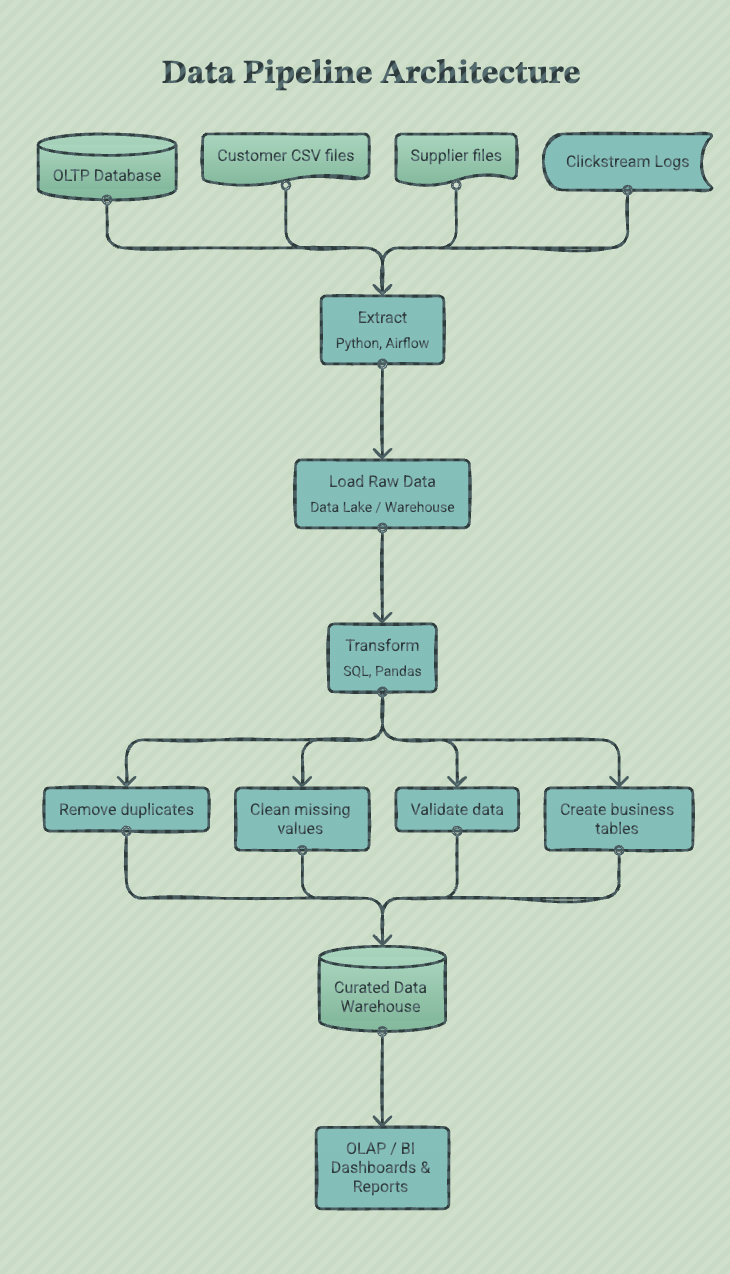 Data Pipeline Architecture
OLTP Database
Customer CSV files
Supplier files
Clickstream Logs
Extract
Python, Airflow
Load Raw Data
Data Lake / Warehouse
Transform
SQL, Pandas
Remove duplicates
Clean missing
values
Validate data
Create business
tables
Curated Data
Warehouse
OLAP / BI
Dashboards &
Reports